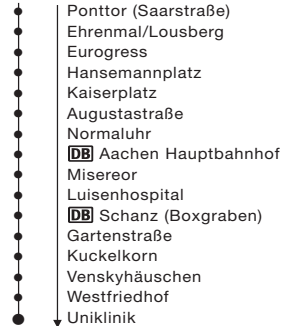 Ponttor (Saarstraße)
Ehrenmal/Lousberg
Eurogress
Hansemannplatz
Kaiserplatz
Augustastraße
Normaluhr
DB Aachen Hauptbahnhof
Misereor
Luisenhospital
DB Schanz (Boxgraben)
Gartenstraße
Kuckelkorn
Venskyhäuschen
Westfriedhof
Uniklinik